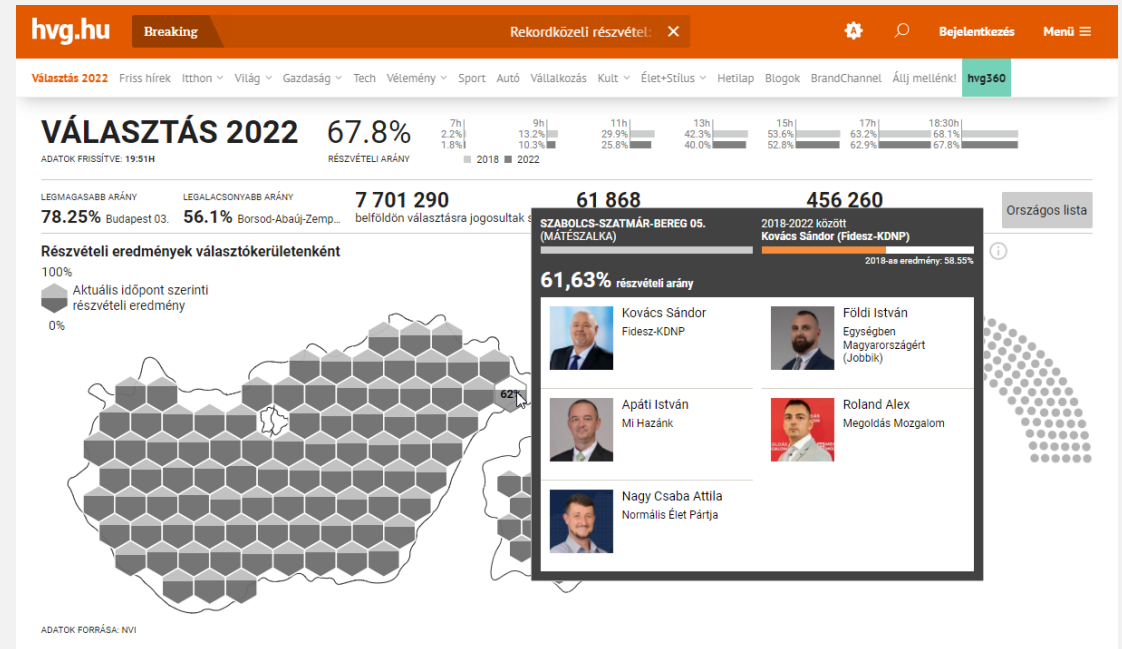 hvg.hu
Breaking
Rekordközeli részvétel:
Bejelentkezés
Menü
Választás 2022 Friss hírek Itthon Világ Gazdaság Tech Vélemény Sport Autó Vállalkozás Kult Élet+Stílus Hetilap Blogok BrandChannel Állj mellénk! hvg360
VÁLASZTÁS 2022
ADATOK FRISSÍTVE: 19:51H
67.8%
RÉSZVÉTELI ARÁNY
7h 9h 11h 13h 15h 17h 18:30h
2.2% 13.2% 29.9% 42.3% 53.6% 63.2% 68.1%
1.8% 10.3% 25.8% 40.0% 52.8% 62.9% 67.8%
2018 2022
LEGMAGASABB ARÁNY
78.25% Budapest 03.
LEGALACSONYABB ARÁNY
56.1% Borsod-Abaúj-Zemp...
7 701 290
belföldön választásra jogosultak s
61 868
456 260
Országos lista
Részvételi eredmények választókerületenként
100%
Aktuális időpont szerinti
részvételi eredmény
0%
62%
SZABOLCS-SZATMÁR-BEREG 05.
(MÁTÉSZALKA)
2018-2022 között
Kovács Sándor (Fidesz-KDNP)
2018-as eredmény: 58.55%
61,63% részvételi arány
Kovács Sándor
Fidesz-KDNP
Földi István
Egységben
Magyarországért
(Jobbik)
Apáti István
Mi Hazánk
Roland Alex
Megoldás Mozgalom
Nagy Csaba Attila
Normális Élet Pártja
ADATOK FORRÁSA: NVI